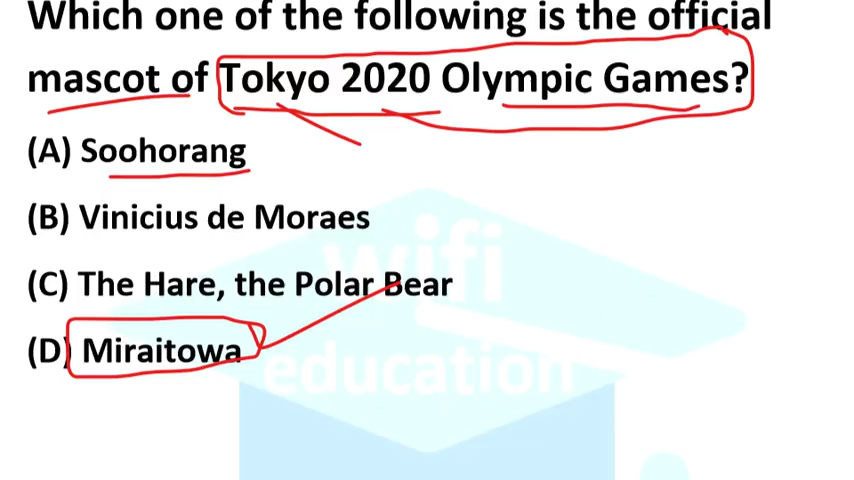 Which one of the following is the official
mascot of Tokyo 2020 Olympic Games?
(A) Soohorang
(B) Vinicius de Moraes
(C) The Hare, the Polar Bear
(D) Miraitowa
wifi
education